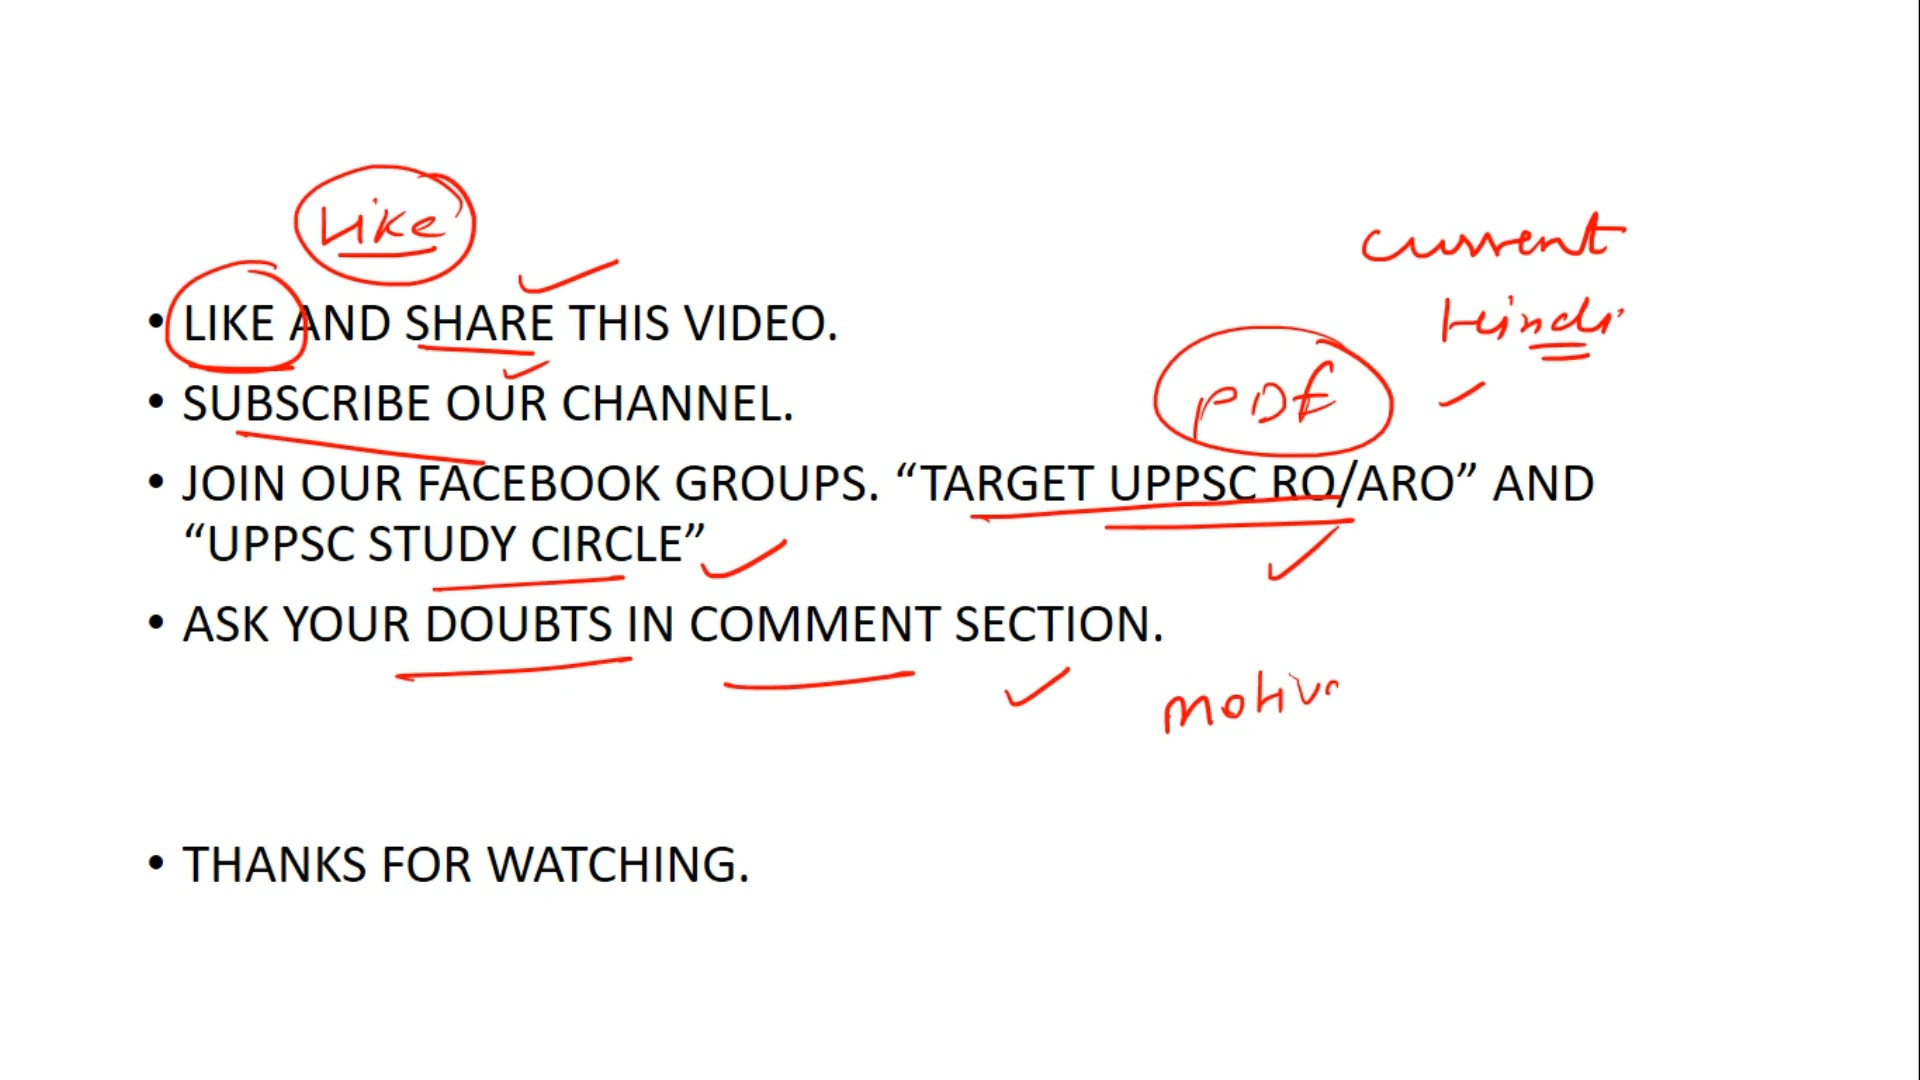 Like
current
Hindi
• LIKE AND SHARE THIS VIDEO.
PDF
• SUBSCRIBE OUR CHANNEL.
• JOIN OUR FACEBOOK GROUPS. “TARGET UPPSC RO/ARO” AND
“UPPSC STUDY CIRCLE”
• ASK YOUR DOUBTS IN COMMENT SECTION.
motiva
• THANKS FOR WATCHING.